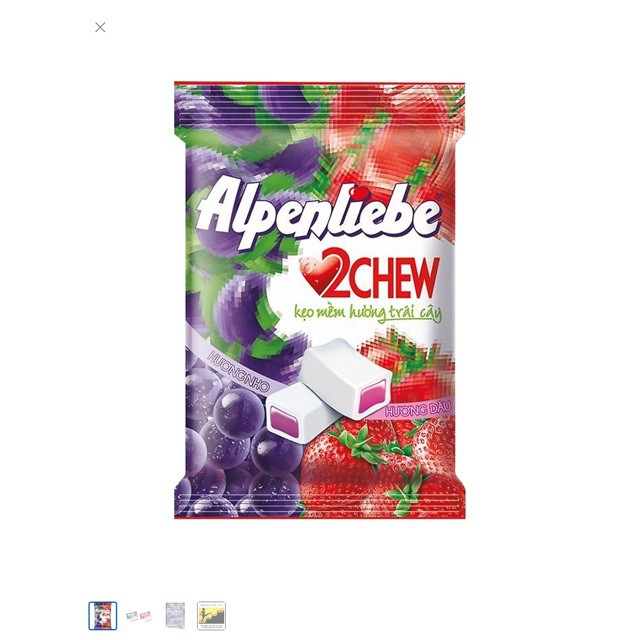 Alpenliebe
2CHEW
kẹo mềm hương trái cây
HƯƠNG NHO
HƯƠNG DÂU